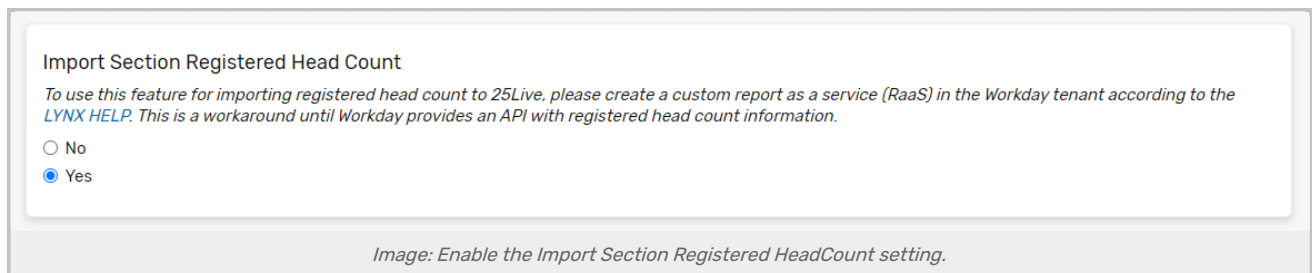 Import Section Registered Head Count
To use this feature for importing registered head count to 25Live, please create a custom report as a service (RaaS) in the Workday tenant according to the
LYNX HELP. This is a workaround until Workday provides an API with registered head count information.
No
Yes
Image: Enable the Import Section Registered HeadCount setting.